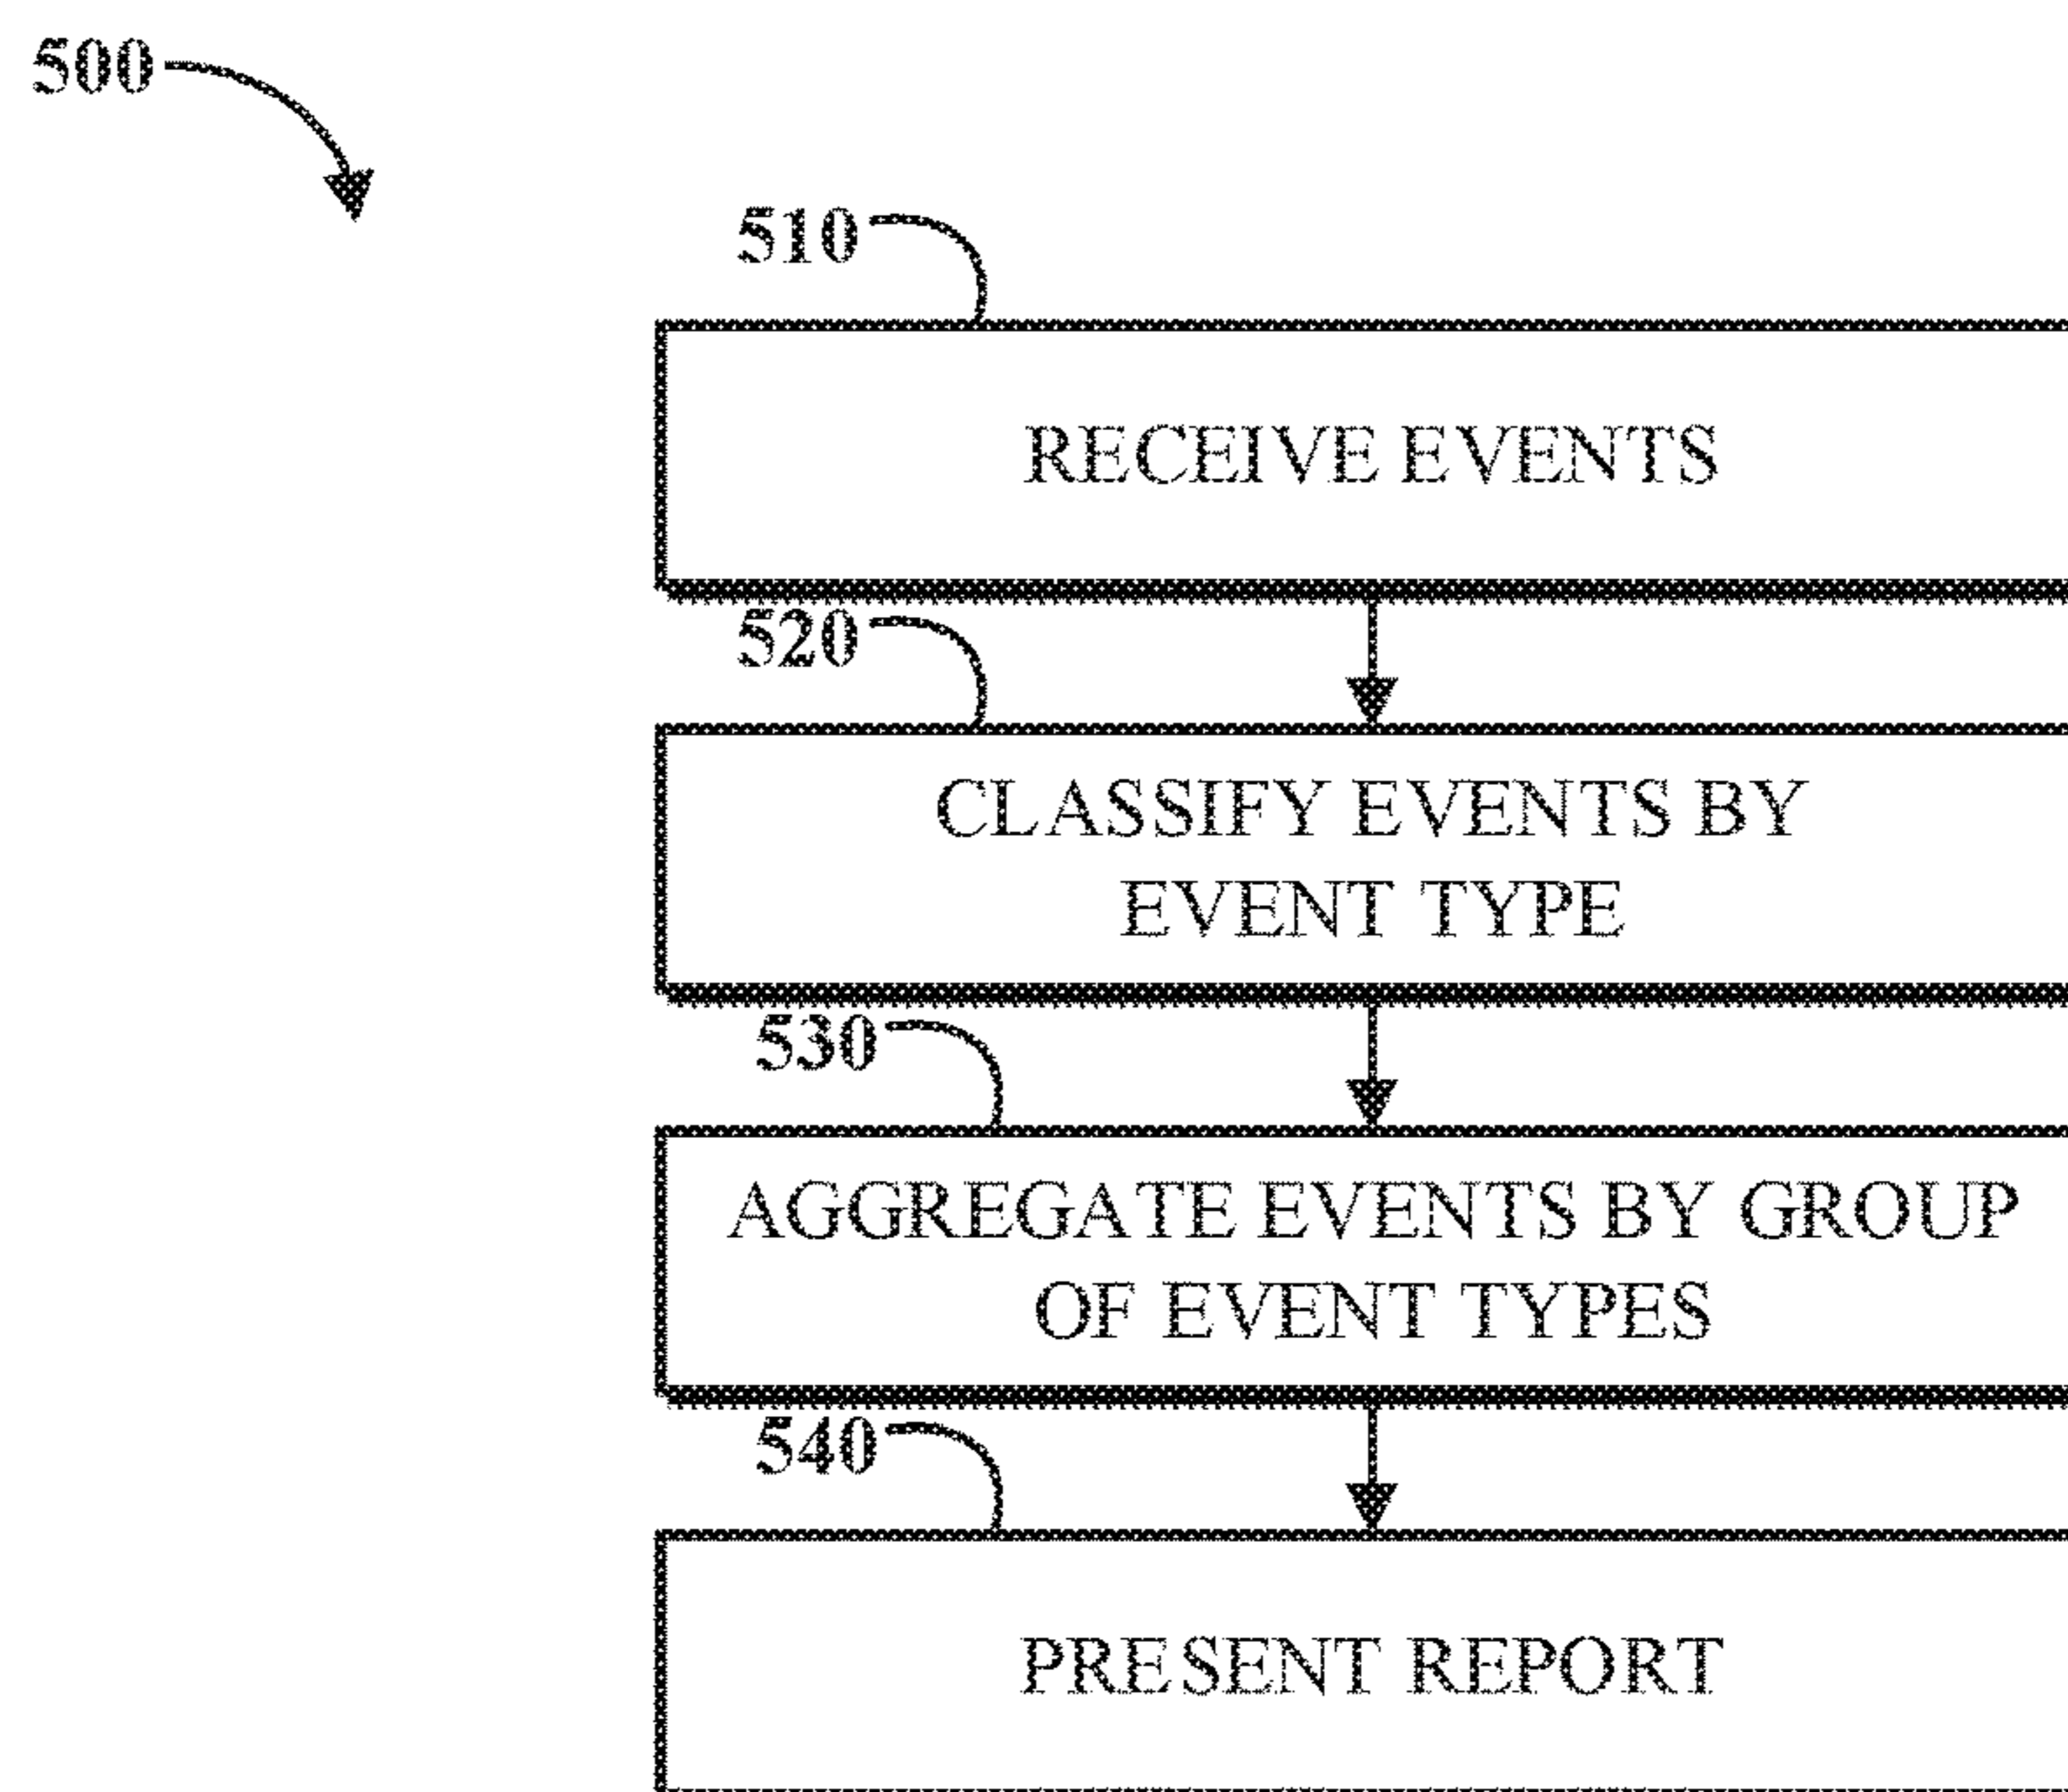 500
510
RECEIVE EVENTS
520
CLASSIFY EVENTS BY
EVENT TYPE
530
AGGREGATE EVENTS BY GROUP
OF EVENT TYPES
540
PRESENT REPORT